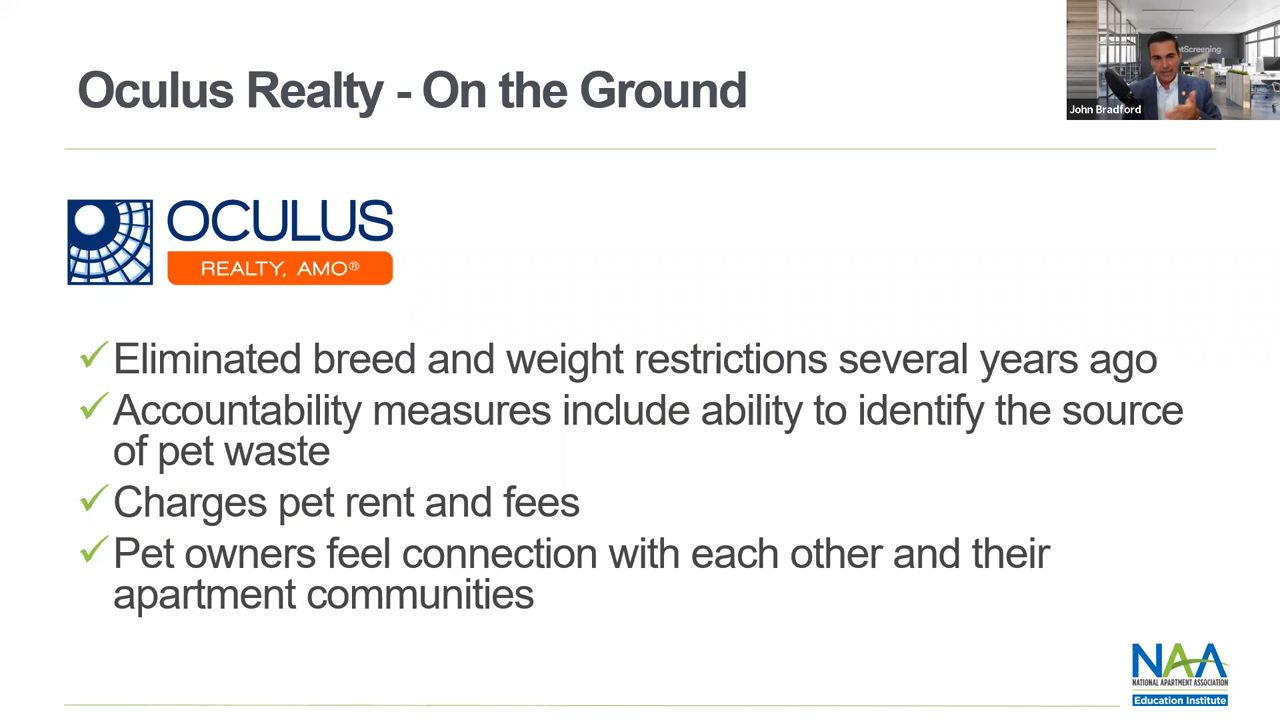 Oculus Realty - On the Ground
ntScreening
John Bradford
OCULUS
REALTY, AMO®
Eliminated breed and weight restrictions several years ago
Accountability measures include ability to identify the source
of pet waste
Charges pet rent and fees
Pet owners feel connection with each other and their
apartment communities
NAA
NATIONAL APARTMENT ASSOCIATION
Education Institute